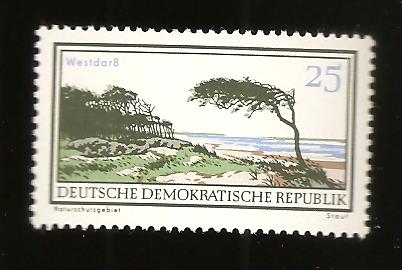 Westdarß
25
DEUTSCHE DEMOKRATISCHE REPUBLIK
Naturschutzgebiet
Stauf